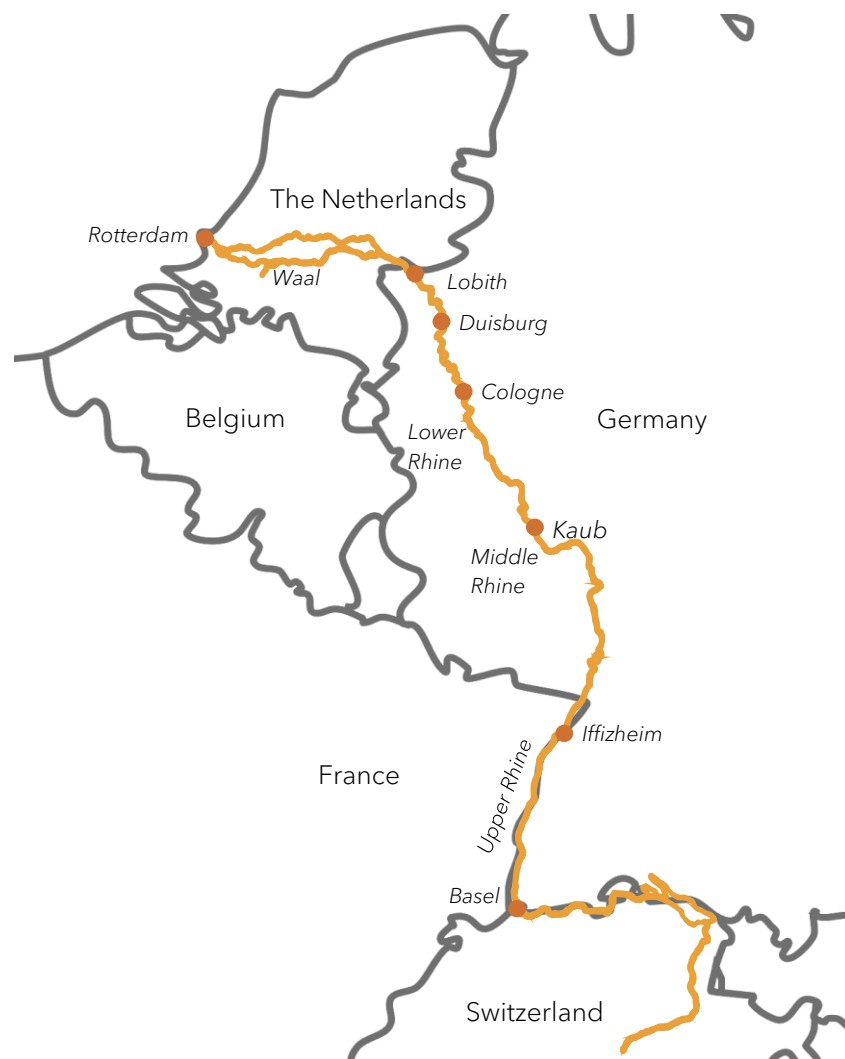 The Netherlands
Rotterdam
Waal
Lobith
Duisburg
Cologne
Belgium
Germany
Lower
Rhine
Kaub
Middle
Rhine
Iffizheim
Upper Rhine
France
Basel
Switzerland